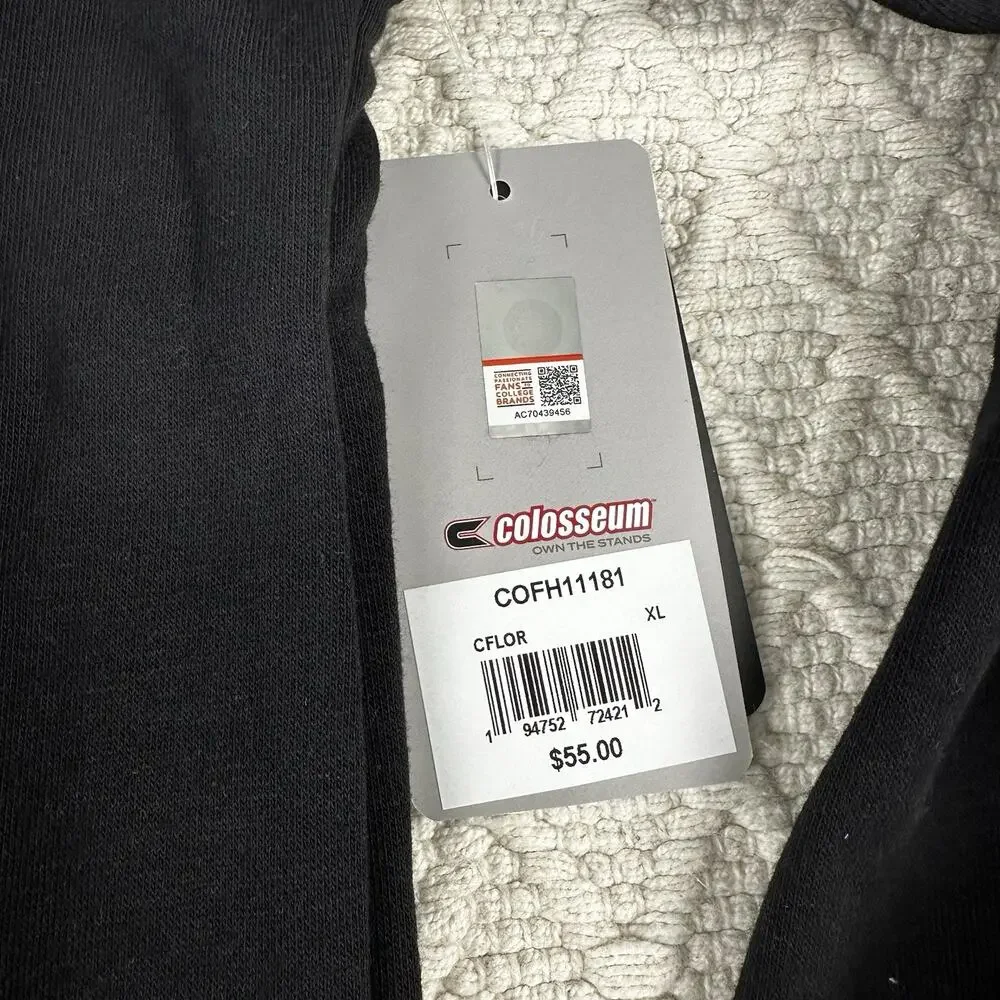 CONNECTING
PASSIONATE
FANS TO
COLLEGE
BRANDS
AC70439456
colosseum
OWN THE STANDS
COFH11181
XL
CFLOR
1 94752 72421 2
$55.00